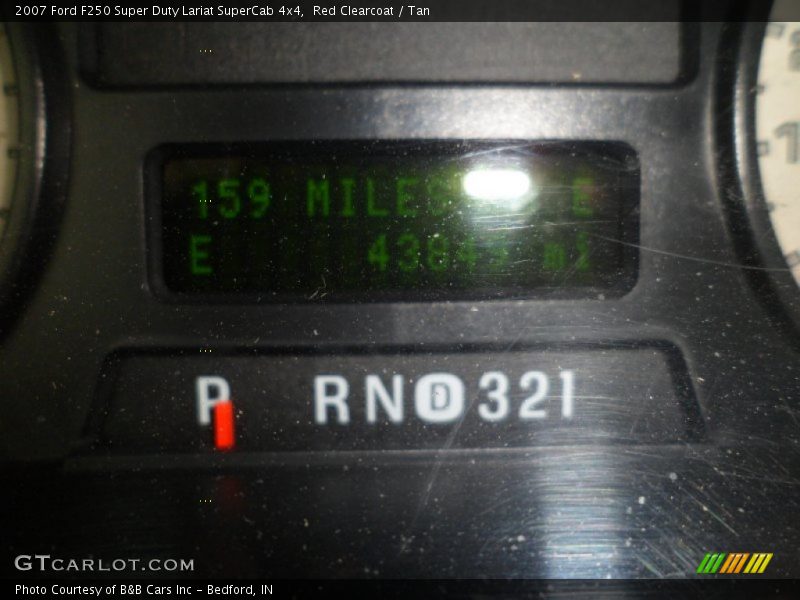 2007 Ford F250 Super Duty Lariat SuperCab 4x4,  Red Clearcoat / Tan
159 MILES E
E mi
P RND321
GTCARLOT.COM
Photo Courtesy of B&B Cars Inc - Bedford, IN